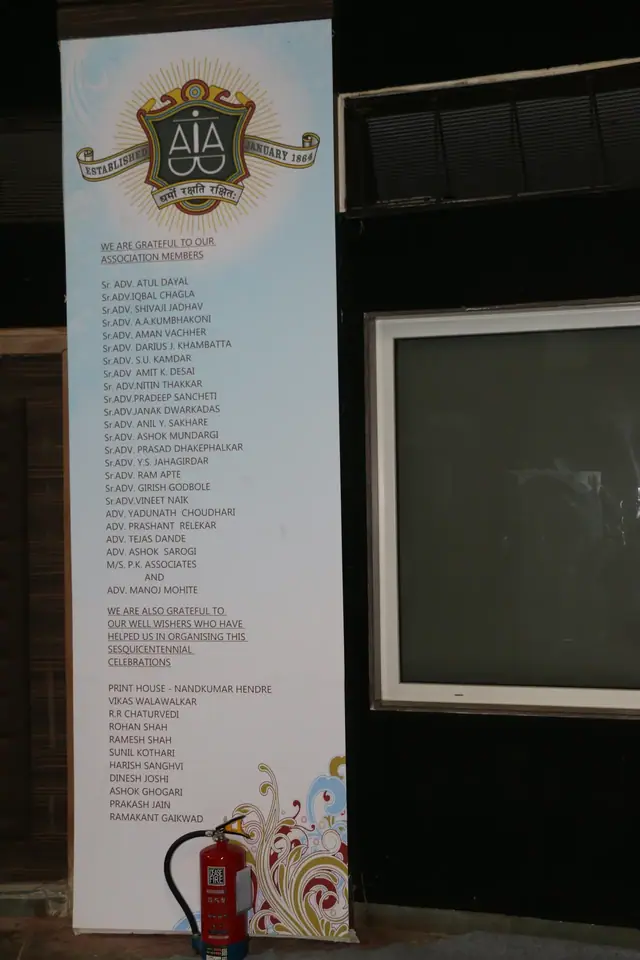 ESTABLISHED
JANUARY 1864
धर्मो रक्षति रक्षितः
WE ARE GRATEFUL TO OUR
ASSOCIATION MEMBERS
Sr. ADV. ATUL DAYAL
Sr.ADV.IQBAL CHAGLA
Sr.ADV. SHIVAJI JADHAV
Sr.ADV. A.A.KUMBHAKONI
Sr.ADV. AMAN VACHHER
Sr.ADV. DARIUS J. KHAMBATTA
Sr.ADV. S.U. KAMDAR
Sr.ADV AMIT K. DESAI
Sr ADV.NITIN THAKKAR
Sr.ADV.PRADEEP SANCHETI
Sr.ADV.JANAK DWARKADAS
Sr.ADV. ANIL Y. SAKHARE
Sr.ADV. ASHOK MUNDARGI
Sr.ADV. PRASAD DHAKEPHALKAR
Sr.ADV. Y.S. JAHAGIRDAR
Sr.ADV. RAM APTE
Sr.ADV. GIRISH GODBOLE
Sr.ADV.VINEET NAIK
ADV. YADUNATH CHOUDHARI
ADV. PRASHANT RELEKAR
ADV. TEJAS DANDE
ADV. ASHOK SAROGI
M/S. P.K. ASSOCIATES
AND
ADV. MANOJ MOHITE
WE ARE ALSO GRATEFUL TO
OUR WELL WISHERS WHO HAVE
HELPED US IN ORGANISING THIS
SESQUICENTENNIAL
CELEBRATIONS
PRINT HOUSE - NANDKUMAR HENDRE
VIKAS WALAWALKAR
R.R CHATURVEDI
ROHAN SHAH
RAMESH SHAH
SUNIL KOTHARI
HARISH SANGHVI
DINESH JOSHI
ASHOK GHOGARI
PRAKASH JAIN
RAMAKANT GAIKWAD